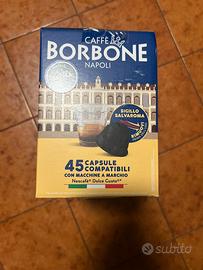 CAFFÈ
BORBONE
NAPOLI
SIGILLO
SALVAROMA
45 CAPSULE
COMPATIBILI
CON MACCHINE A MARCHIO
Nescafé® Dolce Gusto®*
subito